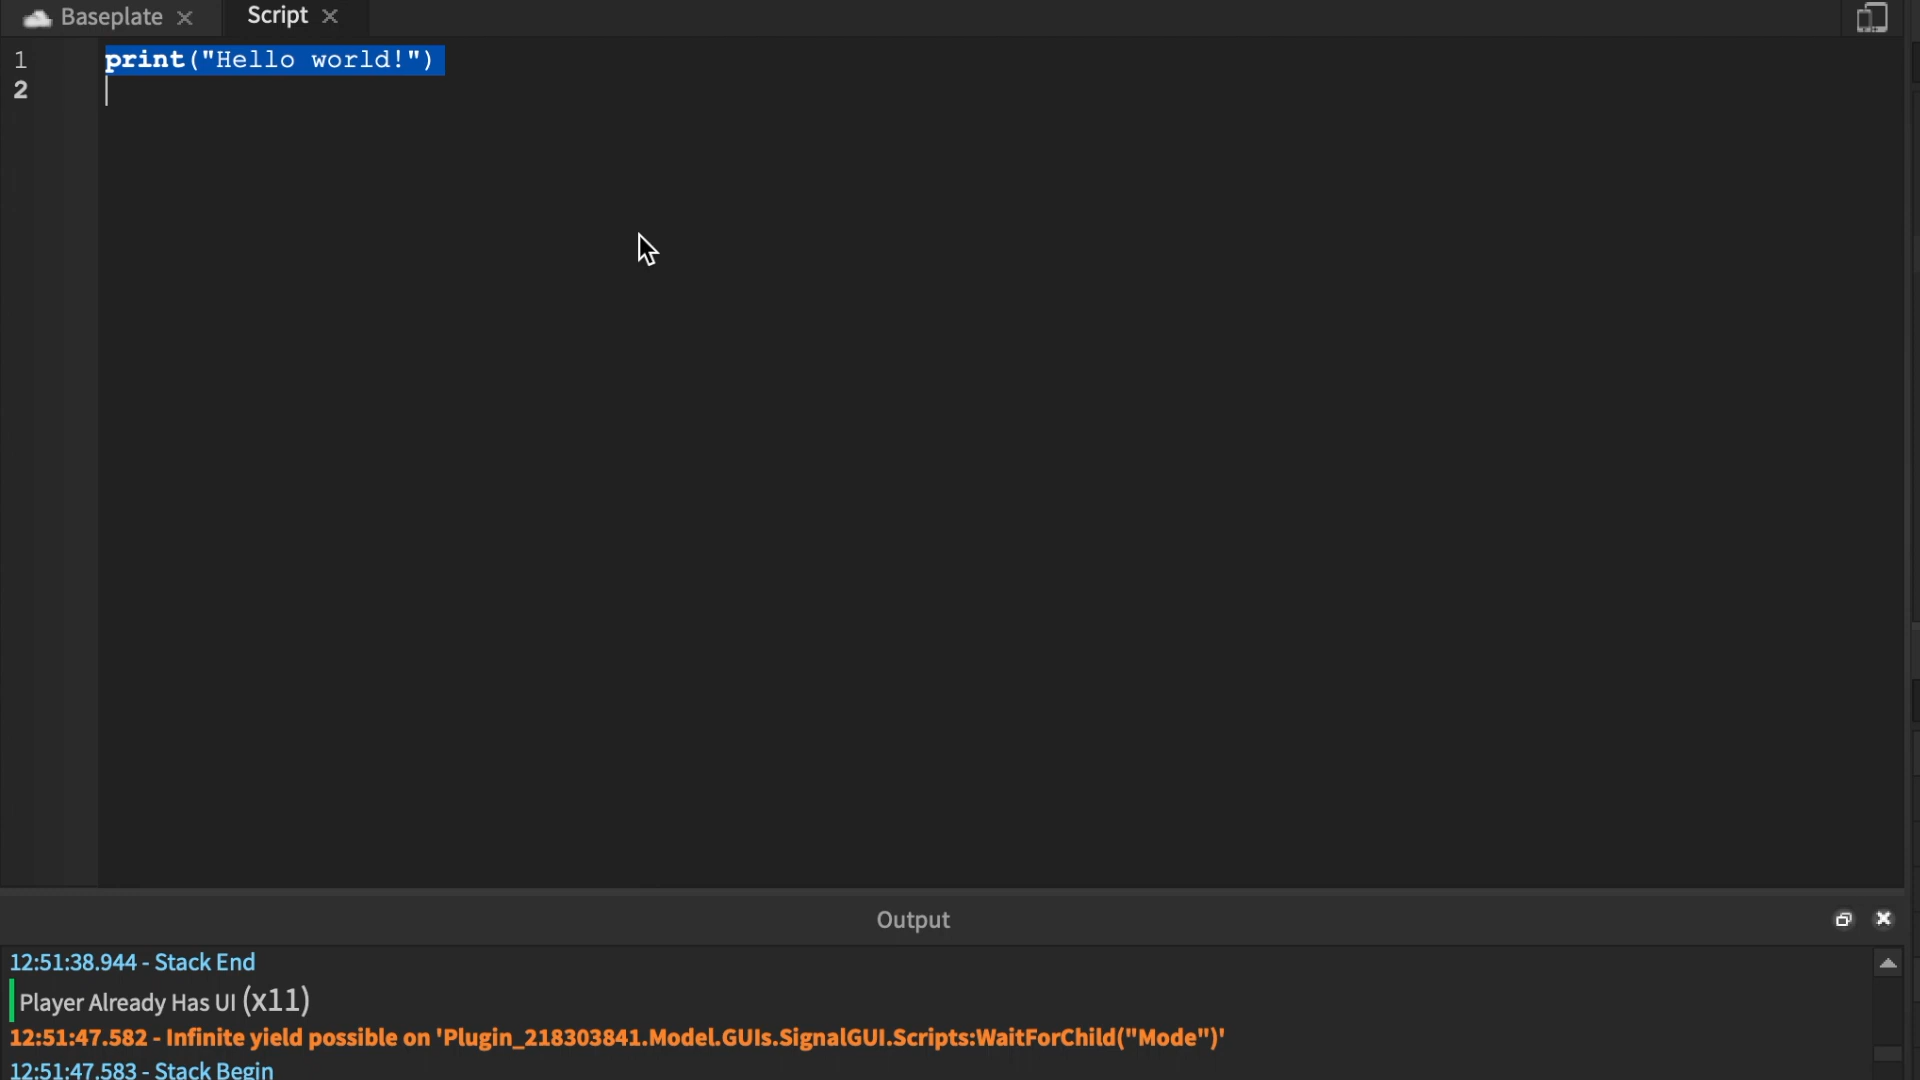 Baseplate Script
1 print("Hello world!")
2
Output
12:51:38.944 - Stack End
Player Already Has UI (x11)
12:51:47.582 - Infinite yield possible on 'Plugin_218303841.Model.GUIs.SignalGUI.Scripts:WaitForChild("Mode")'
12:51:47.583 - Stack Begin